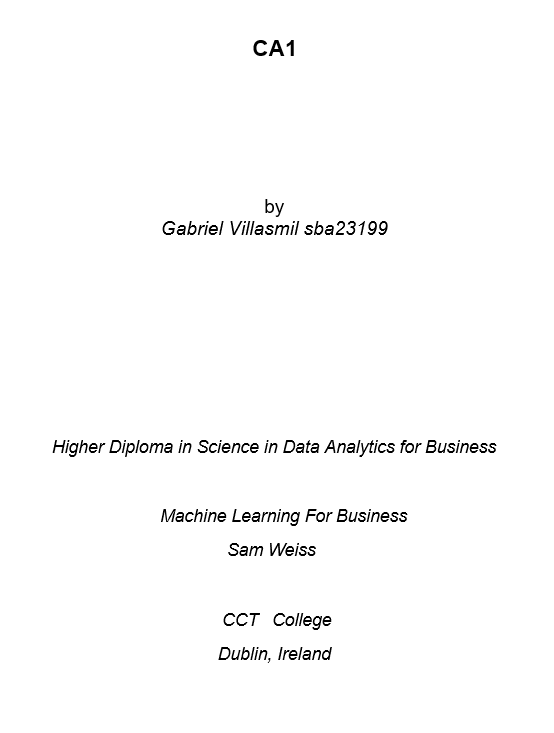 CA1
by
Gabriel Villasmil sba23199
Higher Diploma in Science in Data Analytics for Business
Machine Learning For Business
Sam Weiss
CCT College
Dublin, Ireland